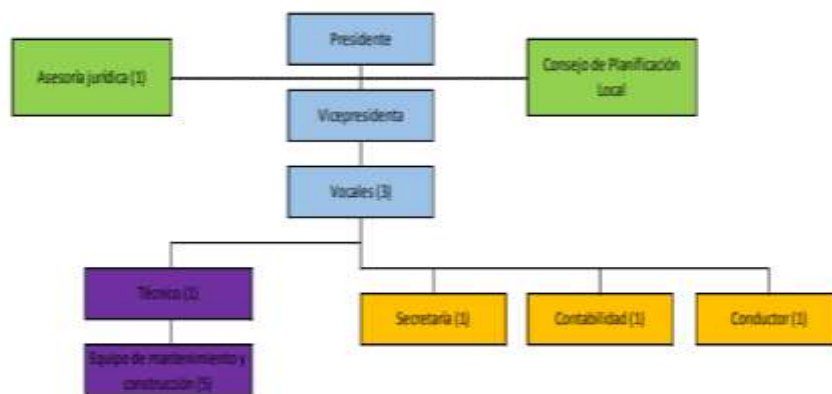 Presidente
Asesoría jurídica (1)
Consejo de Planificación
Local
Vicepresidenta
Vocales (3)
Técnico (1)
Secretaría (1)
Contabilidad (1)
Conductor (1)
Equipo de mantenimiento y
construcción (5)